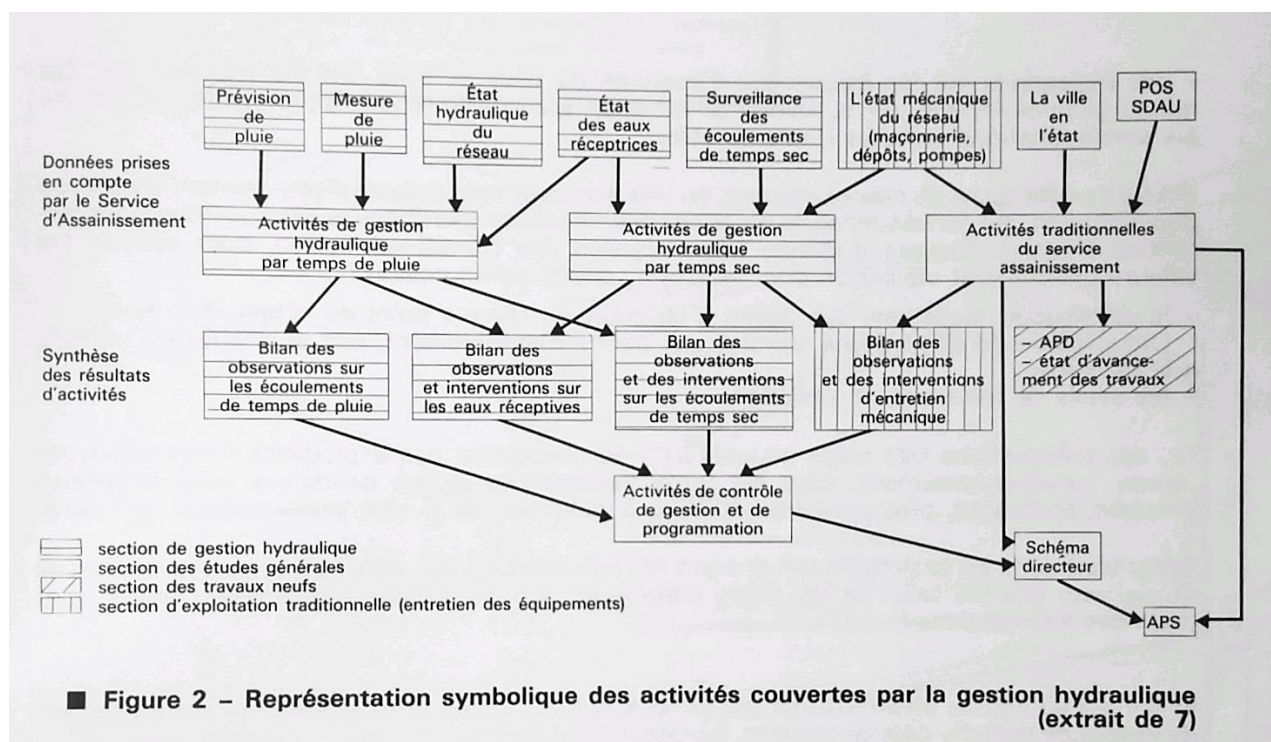 Prévision
de
pluie
Mesure
de
pluie
État
hydraulique
du
réseau
État
des eaux
réceptrices
Surveillance
des
écoulements
de temps sec
L'état mécanique
du réseau
(maçonnerie,
dépôts, pompes)
La ville
en
l'état
POS
SDAU
Données prises
en compte
par le Service
d'Assainissement
Activités de gestion
hydraulique
par temps de pluie
Activités de gestion
hydraulique
par temps sec
Activités traditionnelles
du service
assainissement
Synthèse
des résultats
d'activités
Bilan des
observations sur
les écoulements
de temps de pluie
Bilan des
observations
et interventions sur
les eaux réceptives
Bilan des
observations
et des interventions
sur les écoulements
de temps sec
Bilan des
observations
et des interventions
d'entretien
mécanique
– APD
– état d'avance-
ment des travaux
Activités de contrôle
de gestion et de
programmation
Schéma
directeur
APS
section de gestion hydraulique
section des études générales
section des travaux neufs
section d'exploitation traditionnelle (entretien des équipements)
■ Figure 2 – Représentation symbolique des activités couvertes par la gestion hydraulique
(extrait de 7)